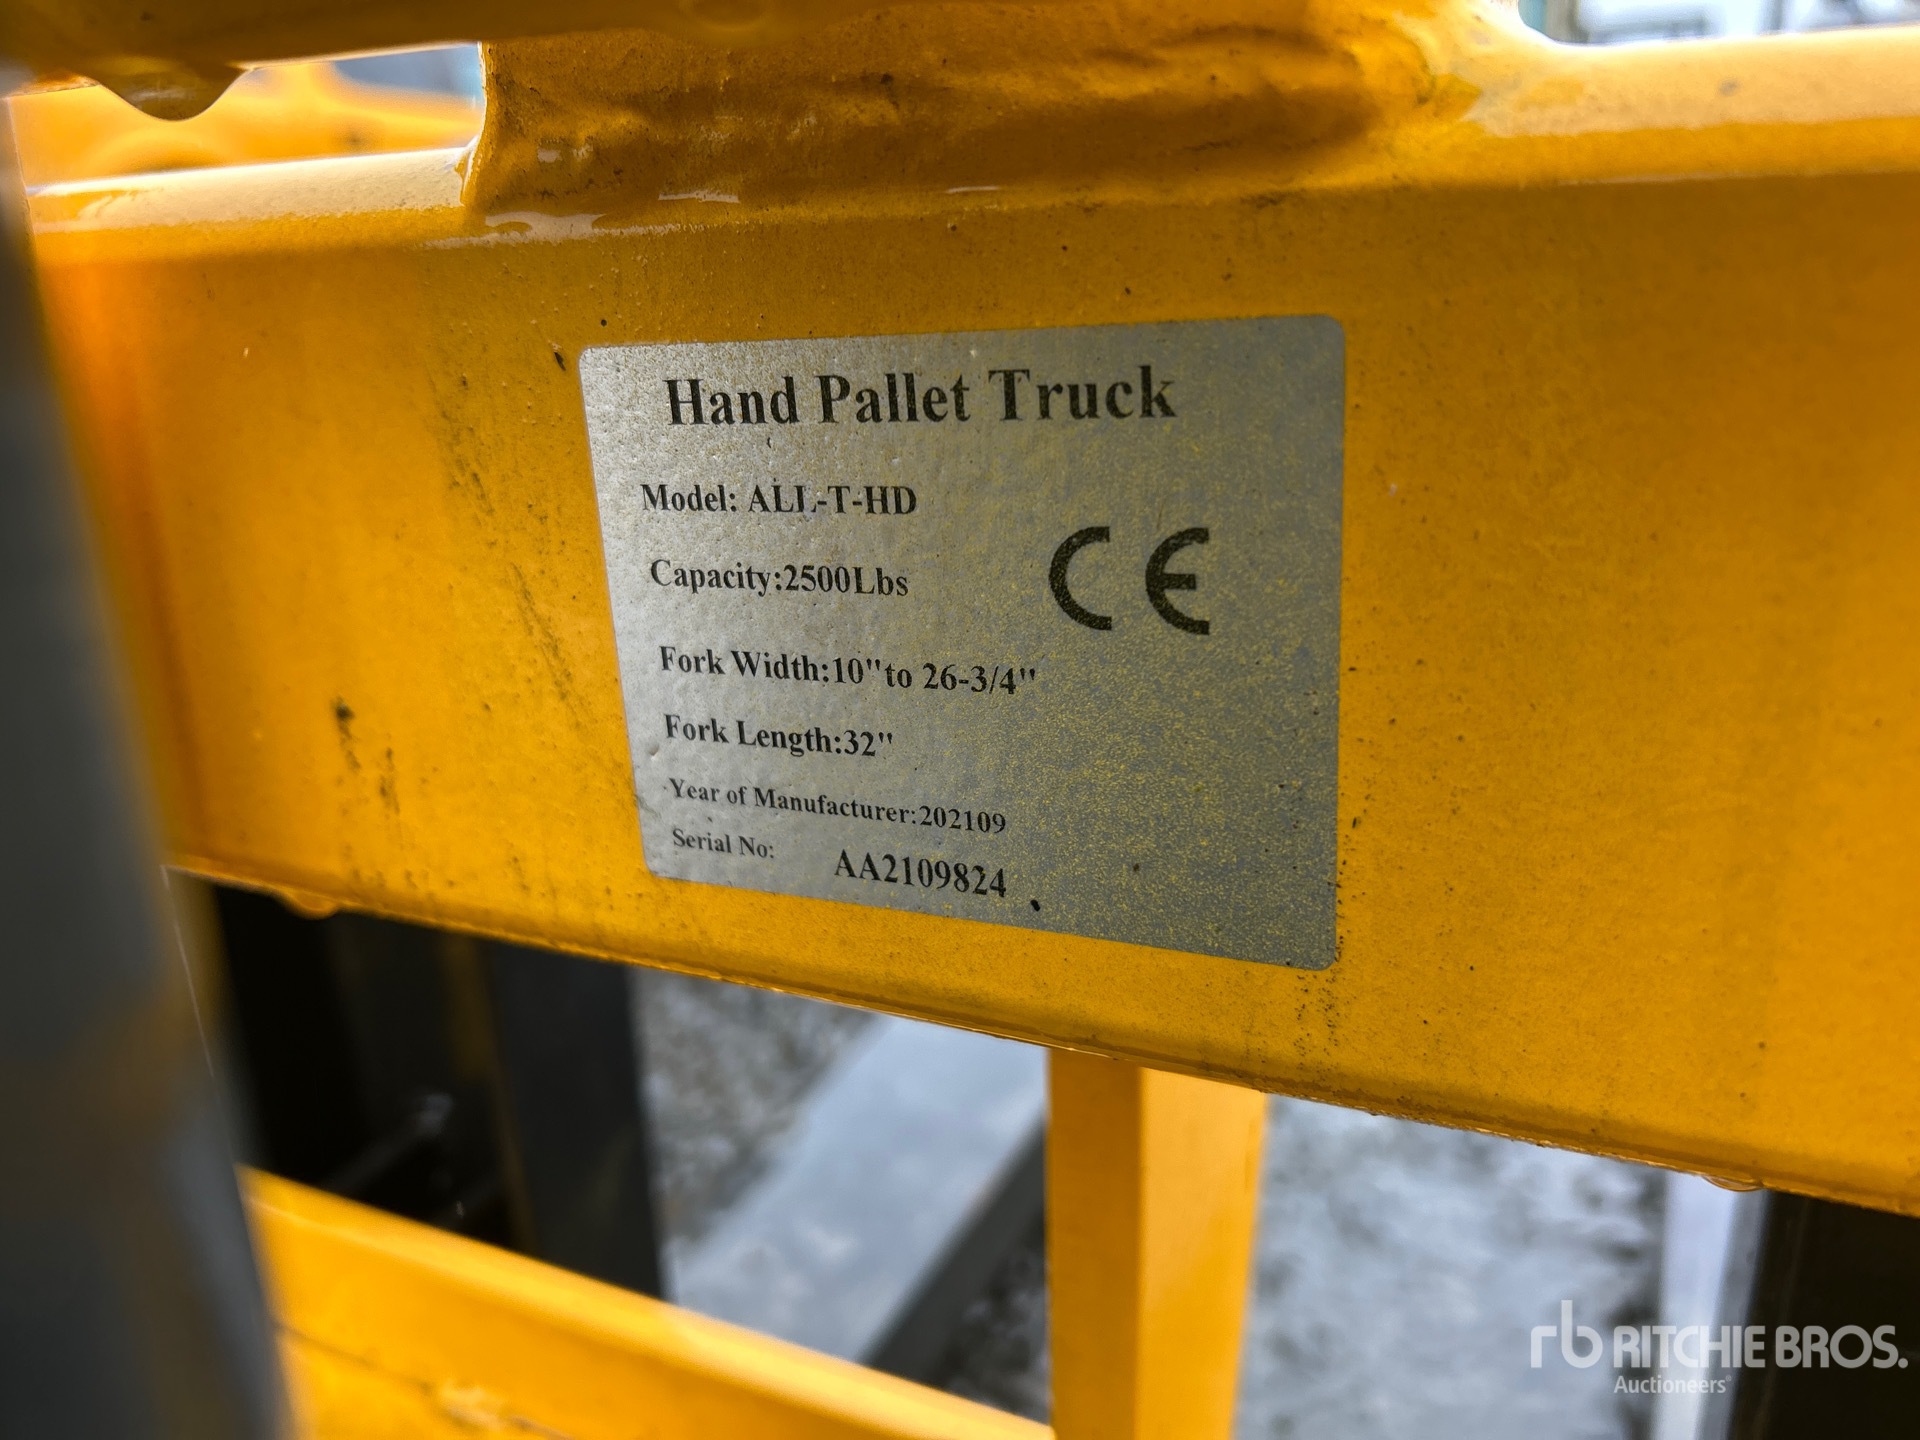 Hand Pallet Truck
Model: ALL-T-HD
Capacity:2500Lbs
CE
Fork Width:10"to 26-3/4"
Fork Length:32"
Year of Manufacturer:202109
Serial No: AA2109824
rb RITCHIE BROS.
Auctioneers